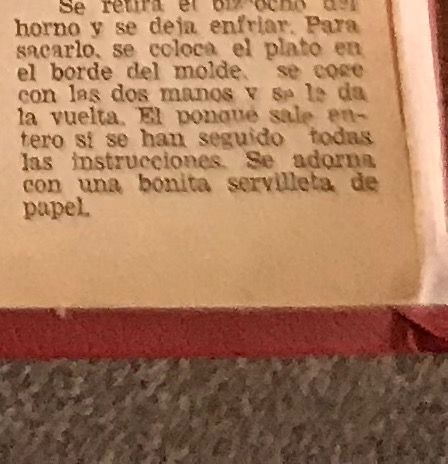 Se retira el bizcocho del
horno y se deja enfriar. Para
sacarlo, se coloca el plato en
el borde del molde, se coge
con las dos manos y se le da
la vuelta. El ponqué sale en-
tero si se han seguido todas
las instrucciones. Se adorna
con una bonita servilleta de
papel.